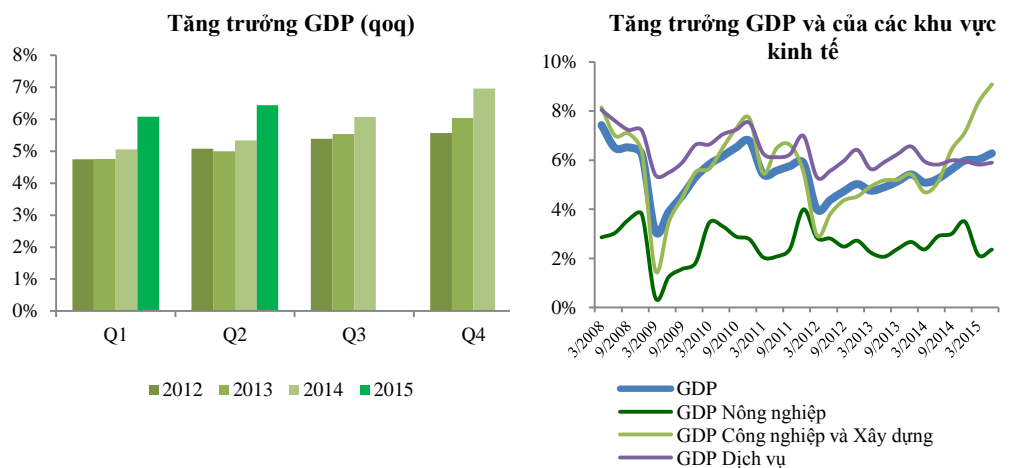 Tăng trưởng GDP (qoq)
8%
7%
6%
5%
4%
3%
2%
1%
0%
Q1 Q2 Q3 Q4
2012 2013 2014 2015
Tăng trưởng GDP và của các khu vực
kinh tế
10%
8%
6%
4%
2%
0%
3/2008 9/2008 3/2009 9/2009 3/2010 9/2010 3/2011 9/2011 3/2012 9/2012 3/2013 9/2013 3/2014 9/2014 3/2015
GDP
GDP Nông nghiệp
GDP Công nghiệp và Xây dựng
GDP Dịch vụ